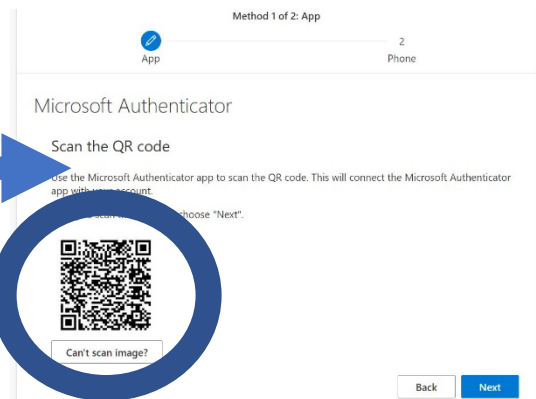 Method 1 of 2: App
2
App
Phone
Microsoft Authenticator
Scan the QR code
Use the Microsoft Authenticator app to scan the QR code. This will connect the Microsoft Authenticator
app with your account.
choose "Next".
Can't scan image?
Back
Next